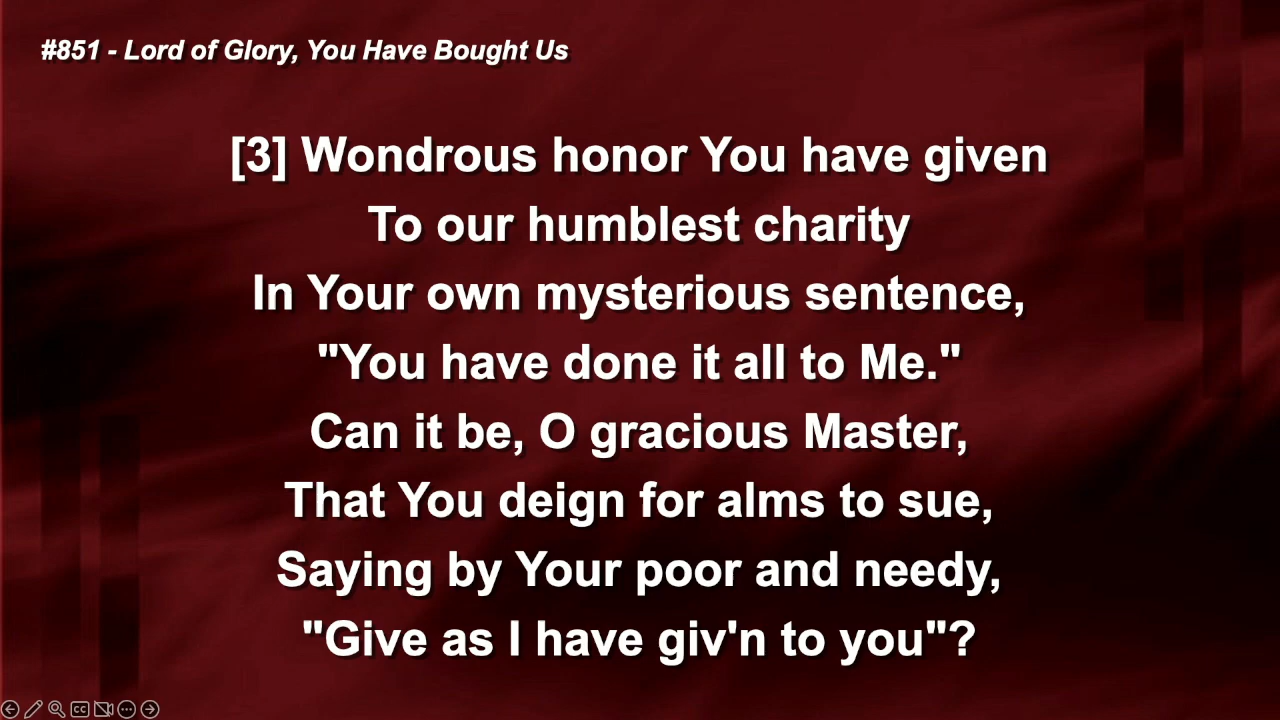 #851 - Lord of Glory, You Have Bought Us
[3] Wondrous honor You have given
To our humblest charity
In Your own mysterious sentence,
"You have done it all to Me."
Can it be, O gracious Master,
That You deign for alms to sue,
Saying by Your poor and needy,
"Give as I have giv'n to you"?
CC